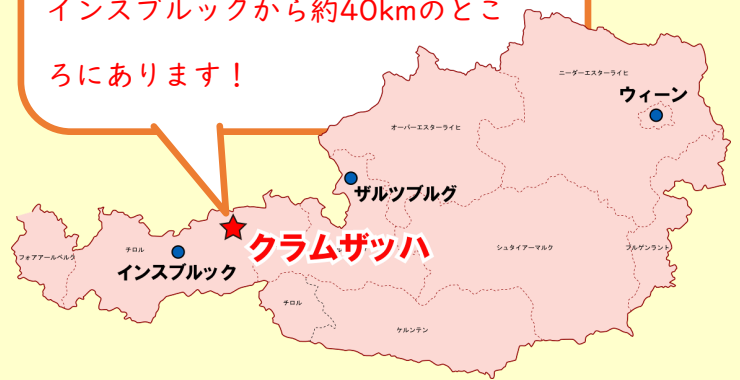 インスブルックから約40kmのとこ
ろにあります！
ニーダーエスターライヒ
ウィーン
オーバーエスターライヒ
ザルツブルグ
クラムザッハ
チロル
フォアアールベルク
インスブルック
シュタイアーマルク
ブルゲンラント
チロル
ケルンテン